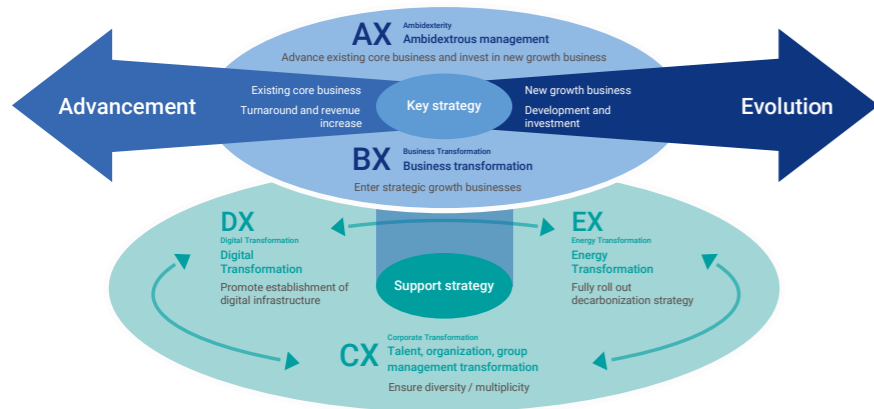 AX
Ambidexterity
Ambidextrous management
Advance existing core business and invest in new growth business
Advancement
Existing core business
Turnaround and revenue
increase
Key strategy
New growth business
Development and
investment
Evolution
BX
Business Transformation
Business transformation
Enter strategic growth businesses
DX
Digital Transformation
Digital
Transformation
Promote establishment of
digital infrastructure
Support strategy
EX
Energy Transformation
Energy
Transformation
Fully roll out
decarbonization strategy
CX
Corporate Transformation
Talent, organization, group
management transformation
Ensure diversity / multiplicity